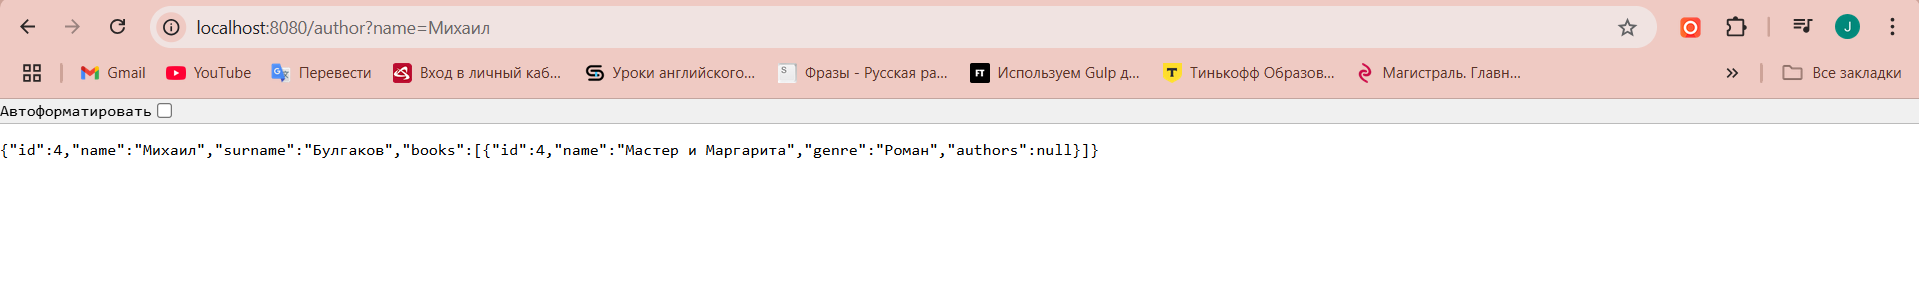 localhost:8080/author?name=Михаил
J
Gmail YouTube Перевести Вход в личный каб... Уроки английского... Фразы - Русская ра... Используем Gulp д... Тинькофф Образов... Магистраль. Главн... » Все закладки
Автоформатировать
{"id":4,"name":"Михаил","surname":"Булгаков","books":[{"id":4,"name":"Мастер и Маргарита","genre":"Роман","authors":null}]}